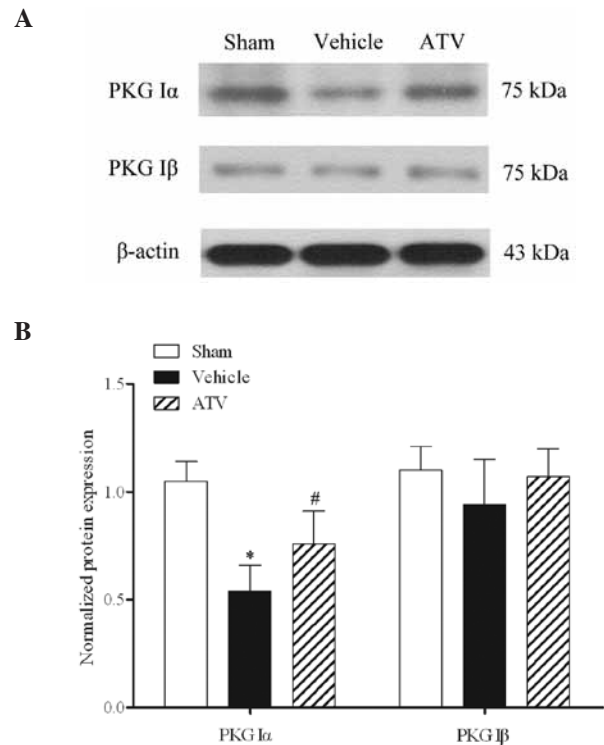 A
Sham Vehicle ATV
PKG Iα 75 kDa
PKG Iβ 75 kDa
β-actin 43 kDa
B
Sham
Vehicle
ATV
1.5
1.0
0.5
0.0
Normalized protein expression
*
#
PKG Iα PKG Iβ